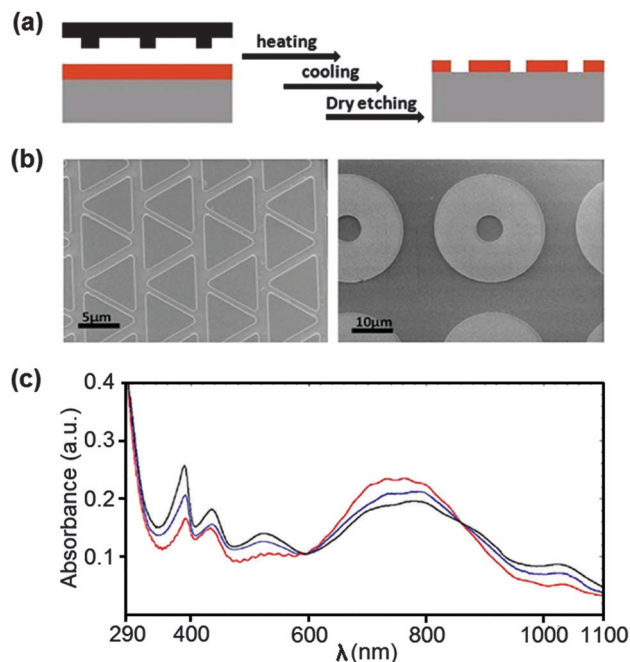 (a)
heating
cooling
Dry etching
(b)
5μm
10μm
(c)
0.4
0.3
0.2
0.1
Absorbance (a.u.)
290 400 600 800 1000 1100
λ (nm)